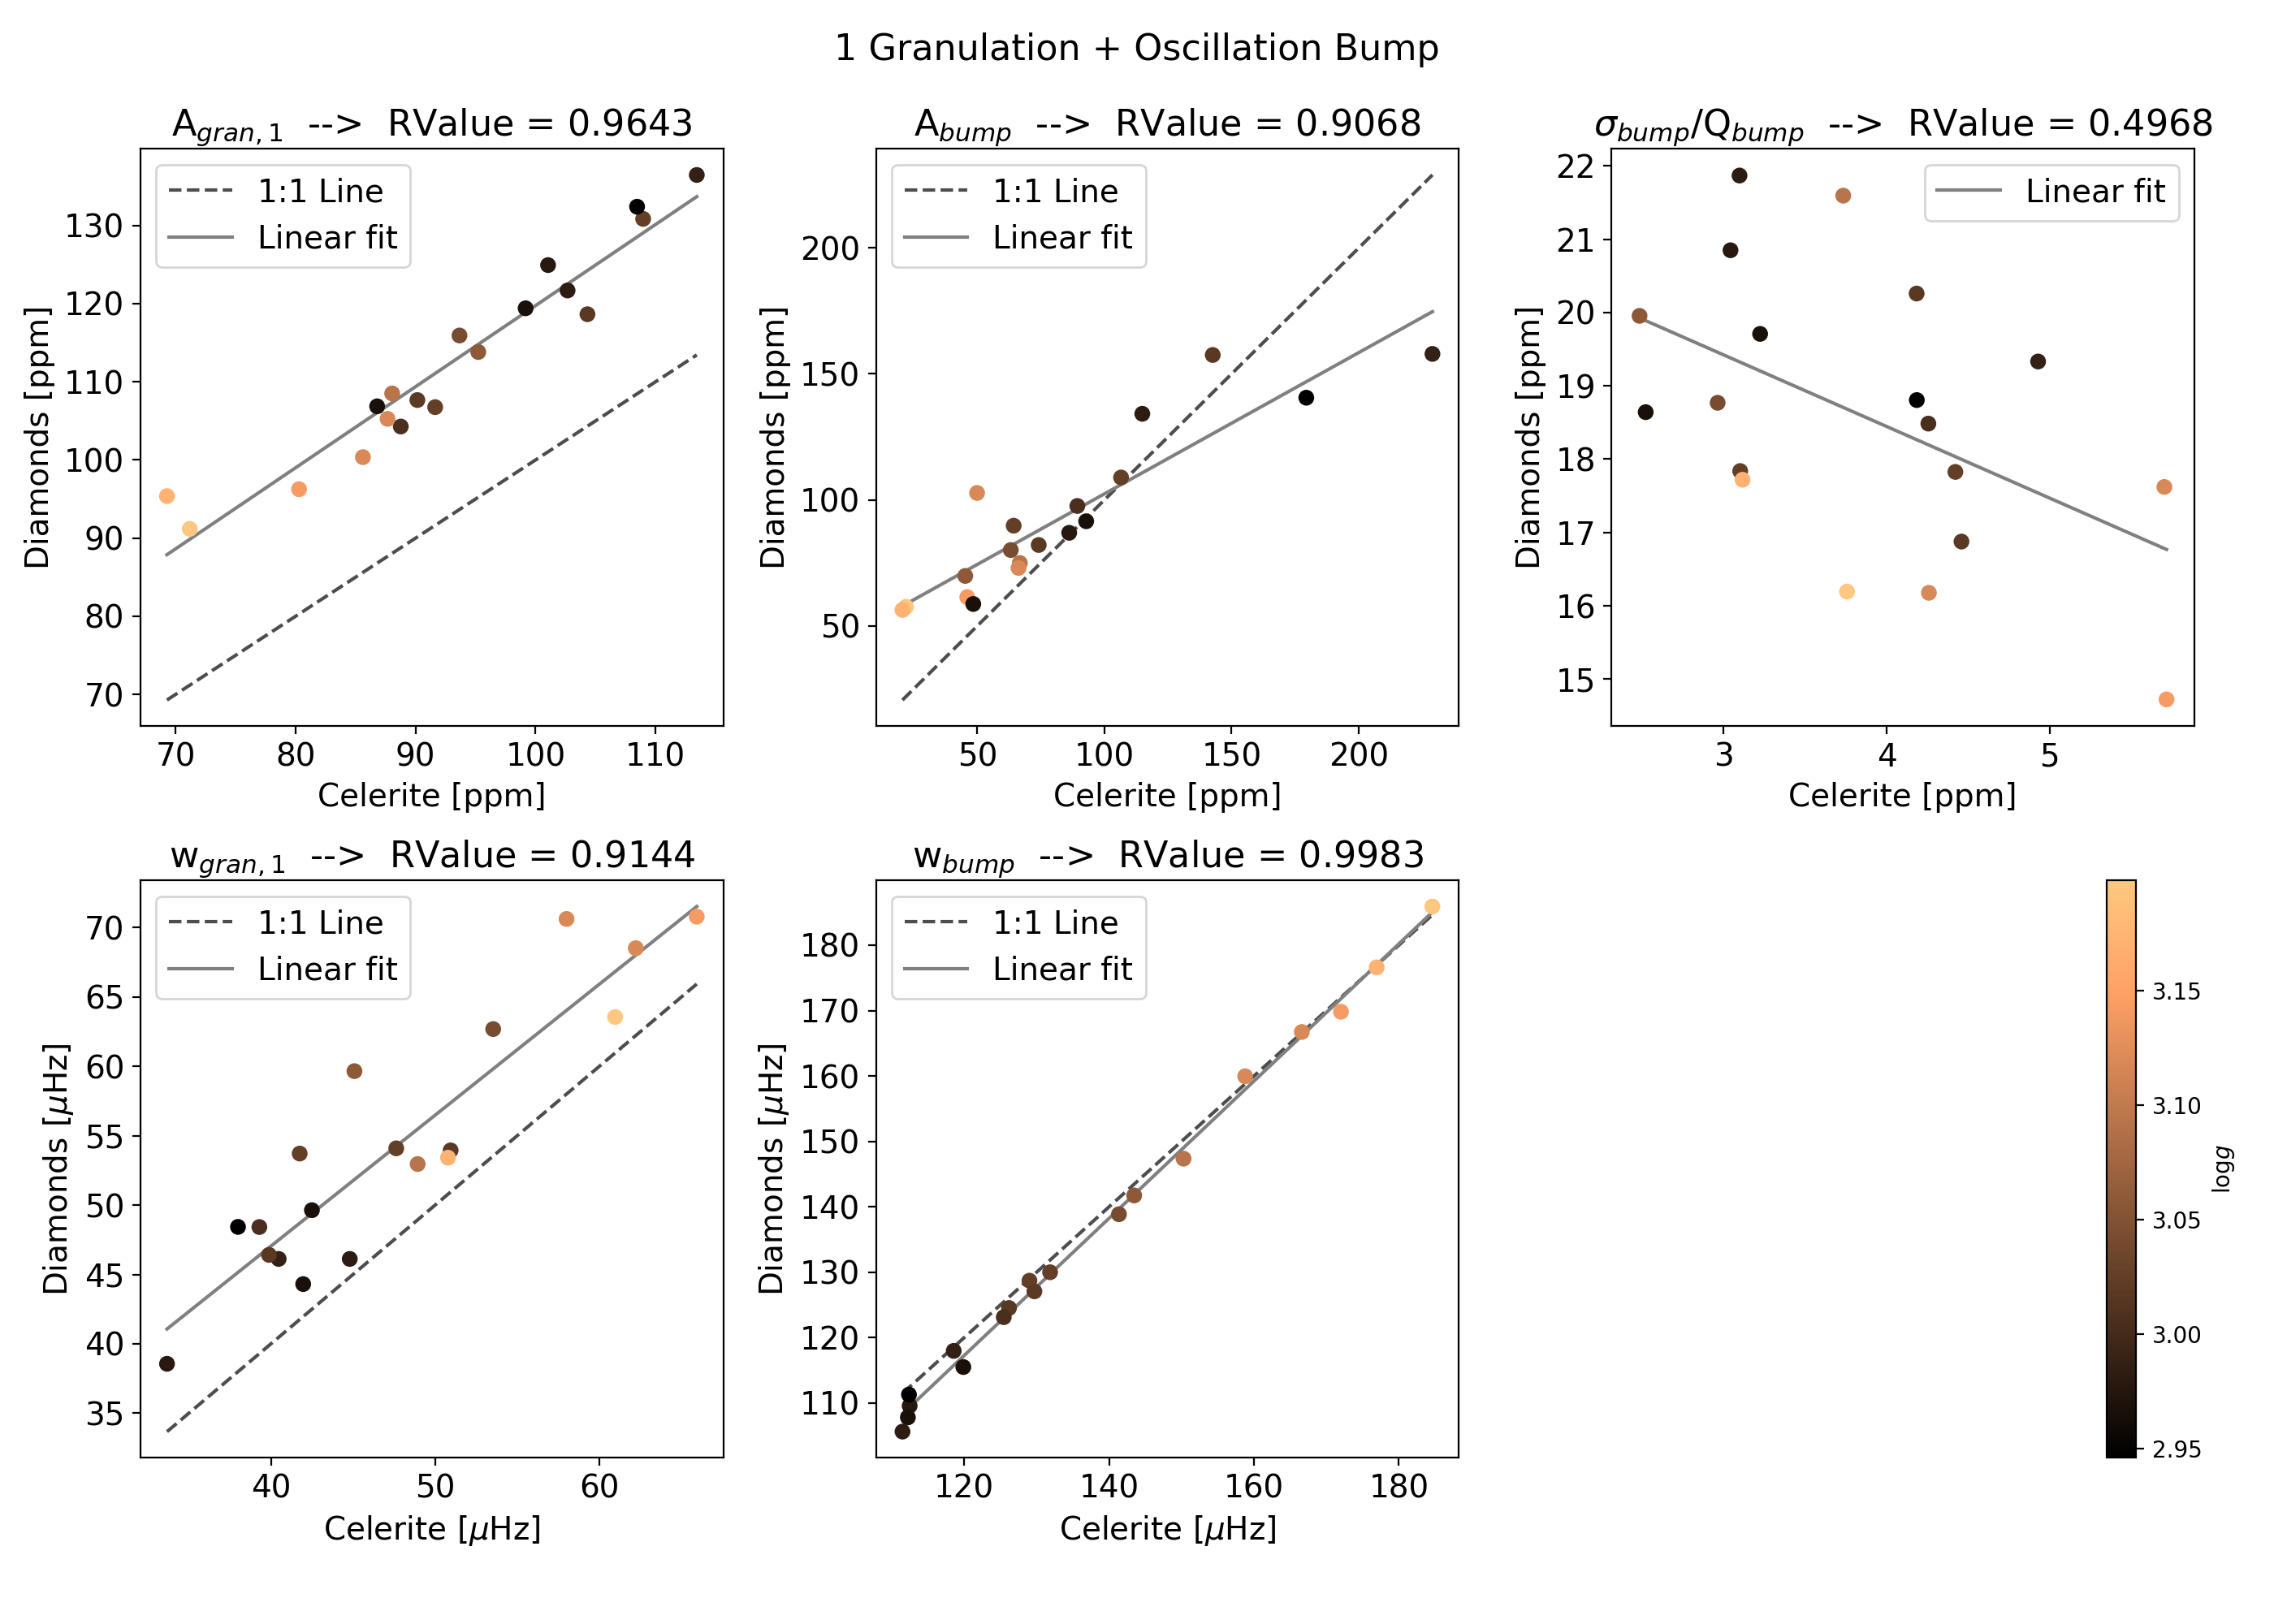 1 Granulation + Oscillation Bump
A_{gran, 1} --> RValue = 0.9643
1:1 Line
Linear fit
130
120
110
100
90
80
70
Diamonds [ppm]
70 80 90 100 110
Celerite [ppm]
A_{bump} --> RValue = 0.9068
1:1 Line
Linear fit
200
150
100
50
Diamonds [ppm]
50 100 150 200
Celerite [ppm]
σ_{bump}/Q_{bump} --> RValue = 0.4968
Linear fit
22
21
20
19
18
17
16
15
Diamonds [ppm]
3 4 5
Celerite [ppm]
w_{gran, 1} --> RValue = 0.9144
1:1 Line
Linear fit
70
65
60
55
50
45
40
35
Diamonds [μHz]
40 50 60
Celerite [μHz]
w_{bump} --> RValue = 0.9983
1:1 Line
Linear fit
180
170
160
150
140
130
120
110
Diamonds [μHz]
120 140 160 180
Celerite [μHz]
3.15
3.10
3.05
3.00
2.95
logg